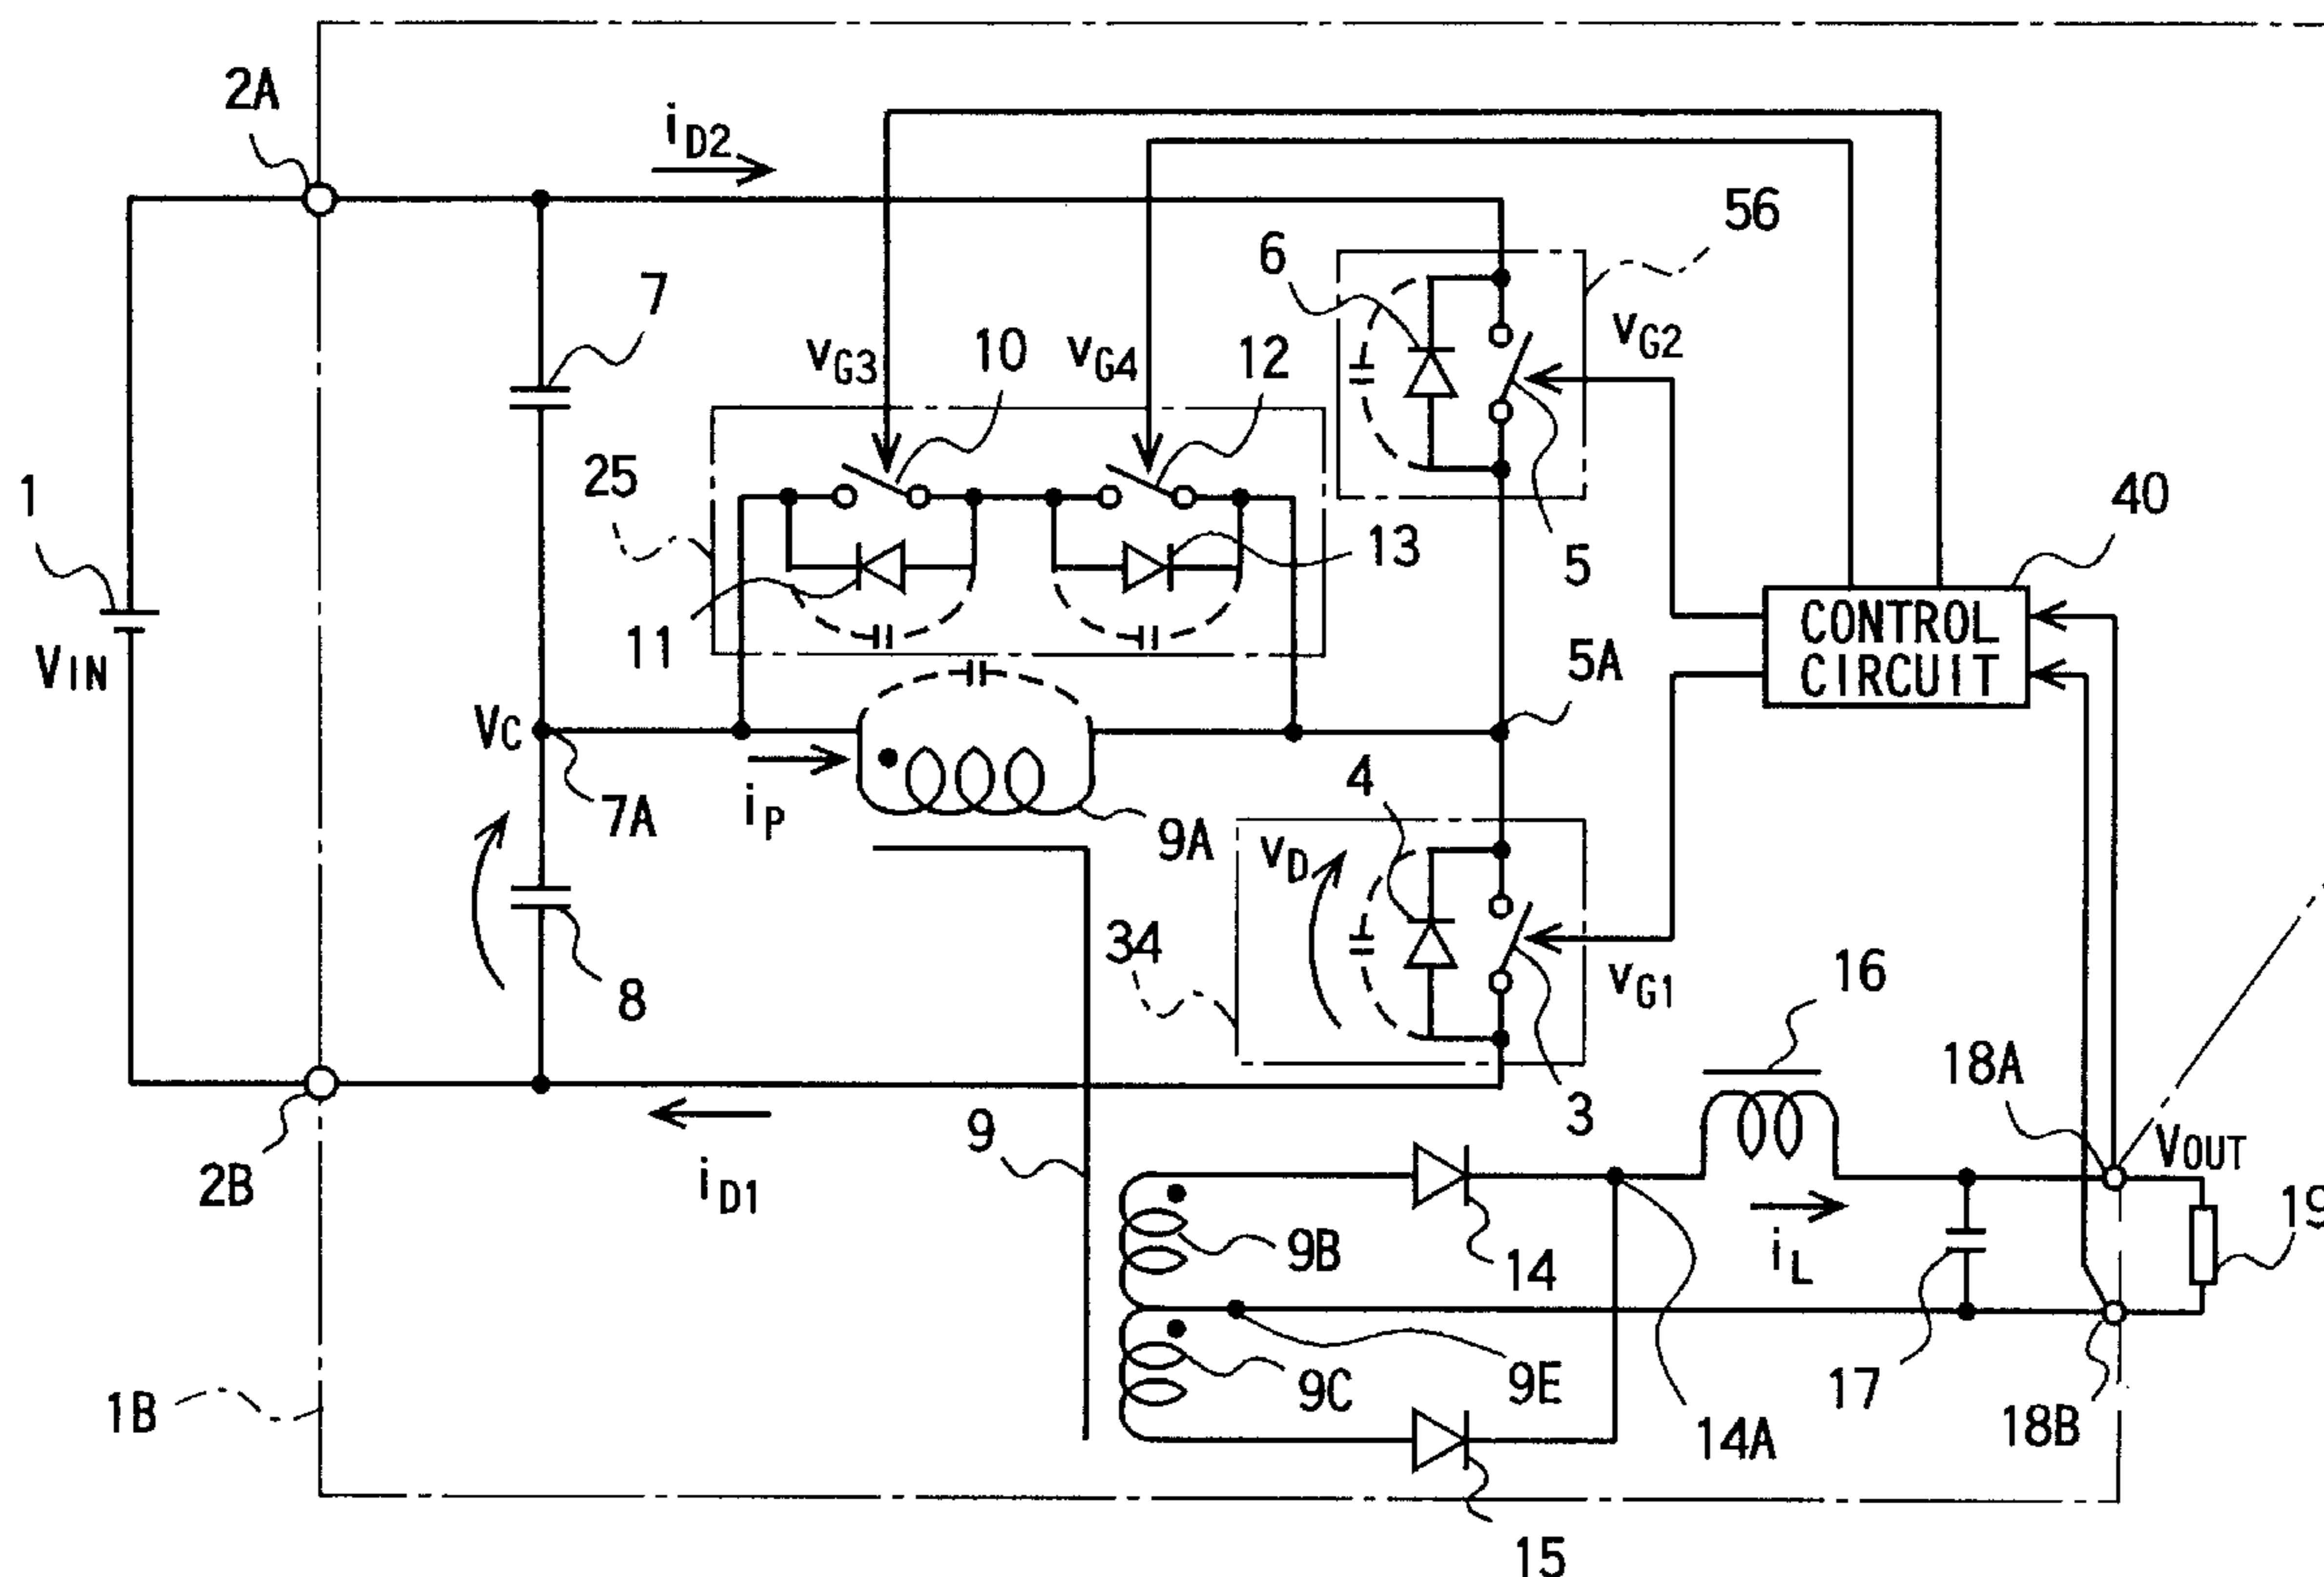 2A
iD2
56
6
7
vG3
10
vG4
12
vG2
25
1
40
13
5
11
CONTROL
CIRCUIT
VIN
5A
VC
7A
iP
9A
4
vD
34
vG1
16
8
18A
3
9
VOUT
2B
iD1
19
9B
14
iL
9C
9E
17
14A
18B
1B
15